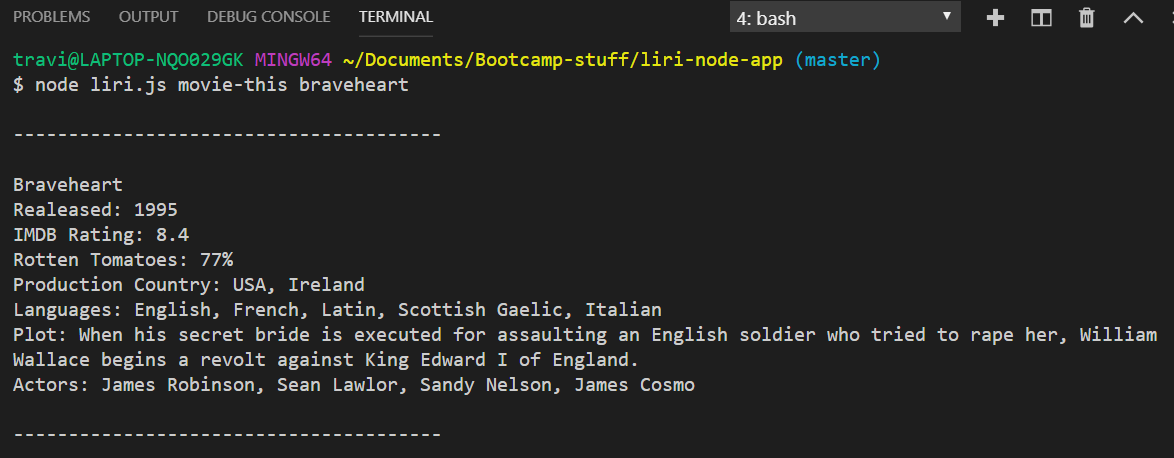 PROBLEMS OUTPUT DEBUG CONSOLE TERMINAL 4: bash
travi@LAPTOP-NQO029GK MINGW64 ~/Documents/Bootcamp-stuff/liri-node-app (master)
$ node liri.js movie-this braveheart
---------------------------------------
Braveheart
Realeased: 1995
IMDB Rating: 8.4
Rotten Tomatoes: 77%
Production Country: USA, Ireland
Languages: English, French, Latin, Scottish Gaelic, Italian
Plot: When his secret bride is executed for assaulting an English soldier who tried to rape her, William
Wallace begins a revolt against King Edward I of England.
Actors: James Robinson, Sean Lawlor, Sandy Nelson, James Cosmo
---------------------------------------